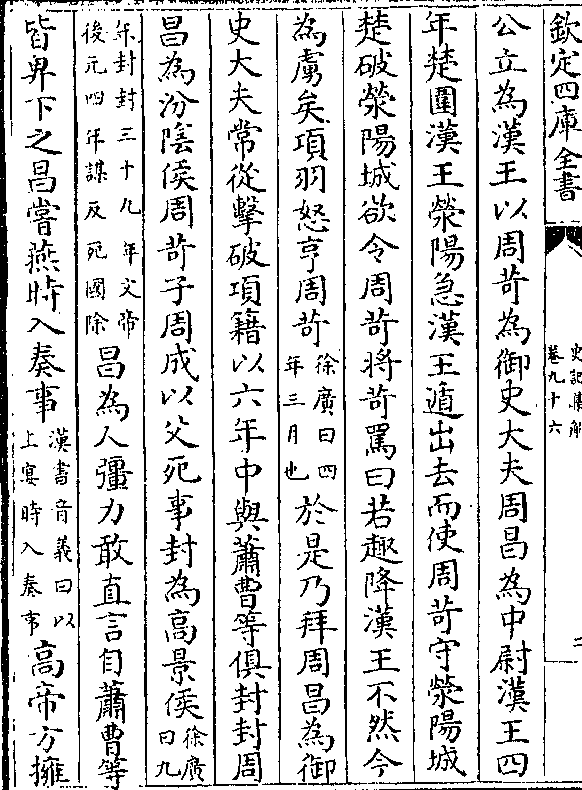 欽定四庫全書
史記集解
卷九十六
二
公立為漢王以周苛為御史大夫周昌為中尉漢王四
年楚圍漢王滎陽急漢王遁出去而使周苛守滎陽城
楚破滎陽城欲令周苛將苛罵曰若趣降漢王不然今
為虜矣項羽怒亨周苛徐廣曰四年三月也於是乃拜周昌為御
史大夫常從擊破項籍以六年中與蕭曹等俱封封周
昌為汾陰侯周苛子周成以父死事封為高景侯徐廣曰九
年封封三十九年文帝後元四年謀反死國除昌為人彊力敢直言自蕭曹等
皆卑下之昌嘗燕時入奏事漢書音義曰以上宴時入奏事高帝方擁